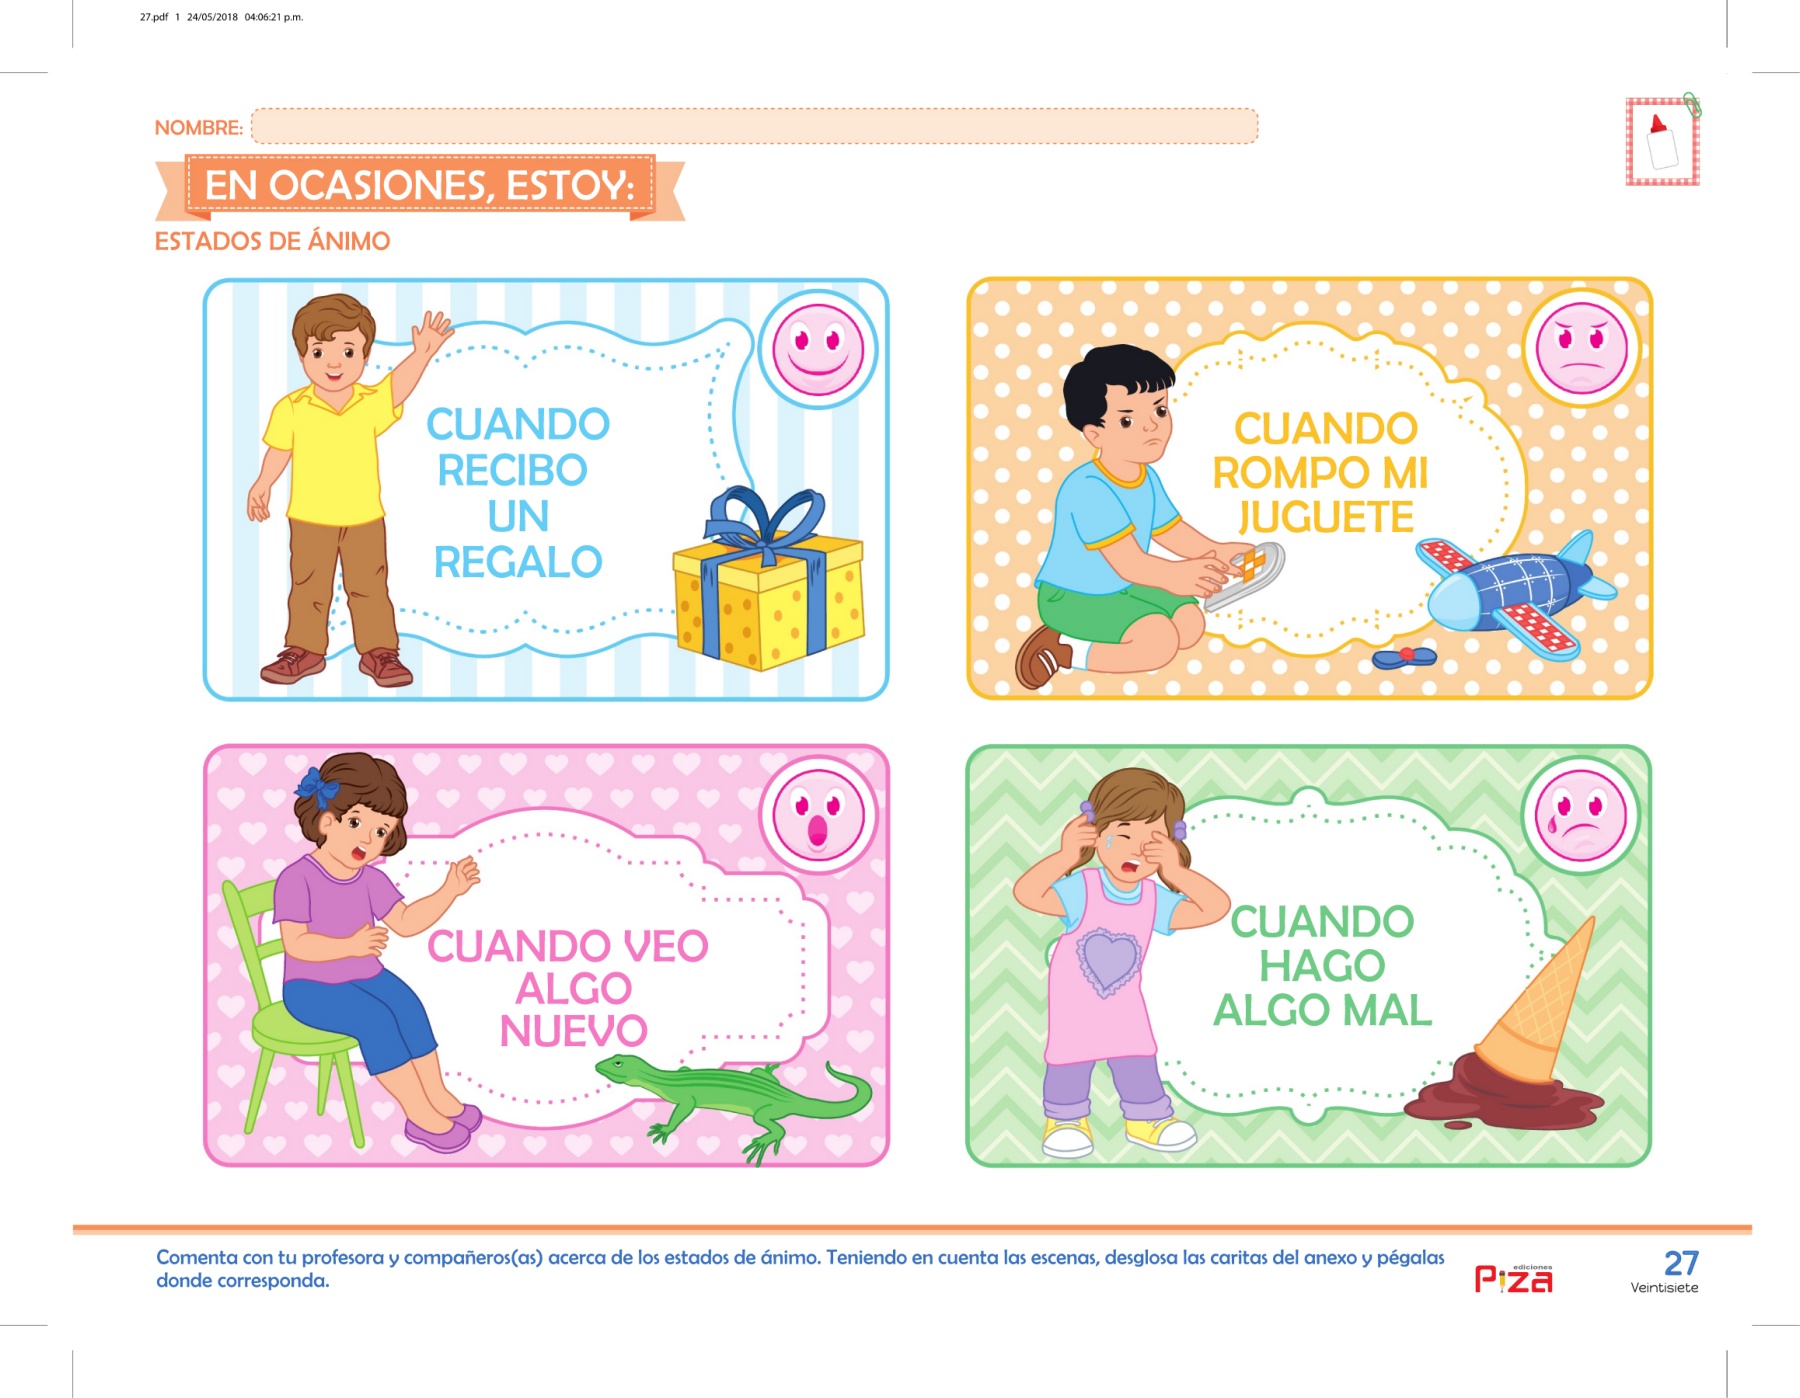 27.pdf 1 24/05/2018 04:06:21 p.m.
NOMBRE:
EN OCASIONES, ESTOY:
ESTADOS DE ÁNIMO
CUANDO
RECIBO
UN
REGALO
CUANDO
ROMPO MI
JUGUETE
CUANDO VEO
ALGO
NUEVO
CUANDO
HAGO
ALGO MAL
Comenta con tu profesora y compañeros(as) acerca de los estados de ánimo. Teniendo en cuenta las escenas, desglosa las caritas del anexo y pégalas
donde corresponda.
ediciones
Piza
27
Veintisiete